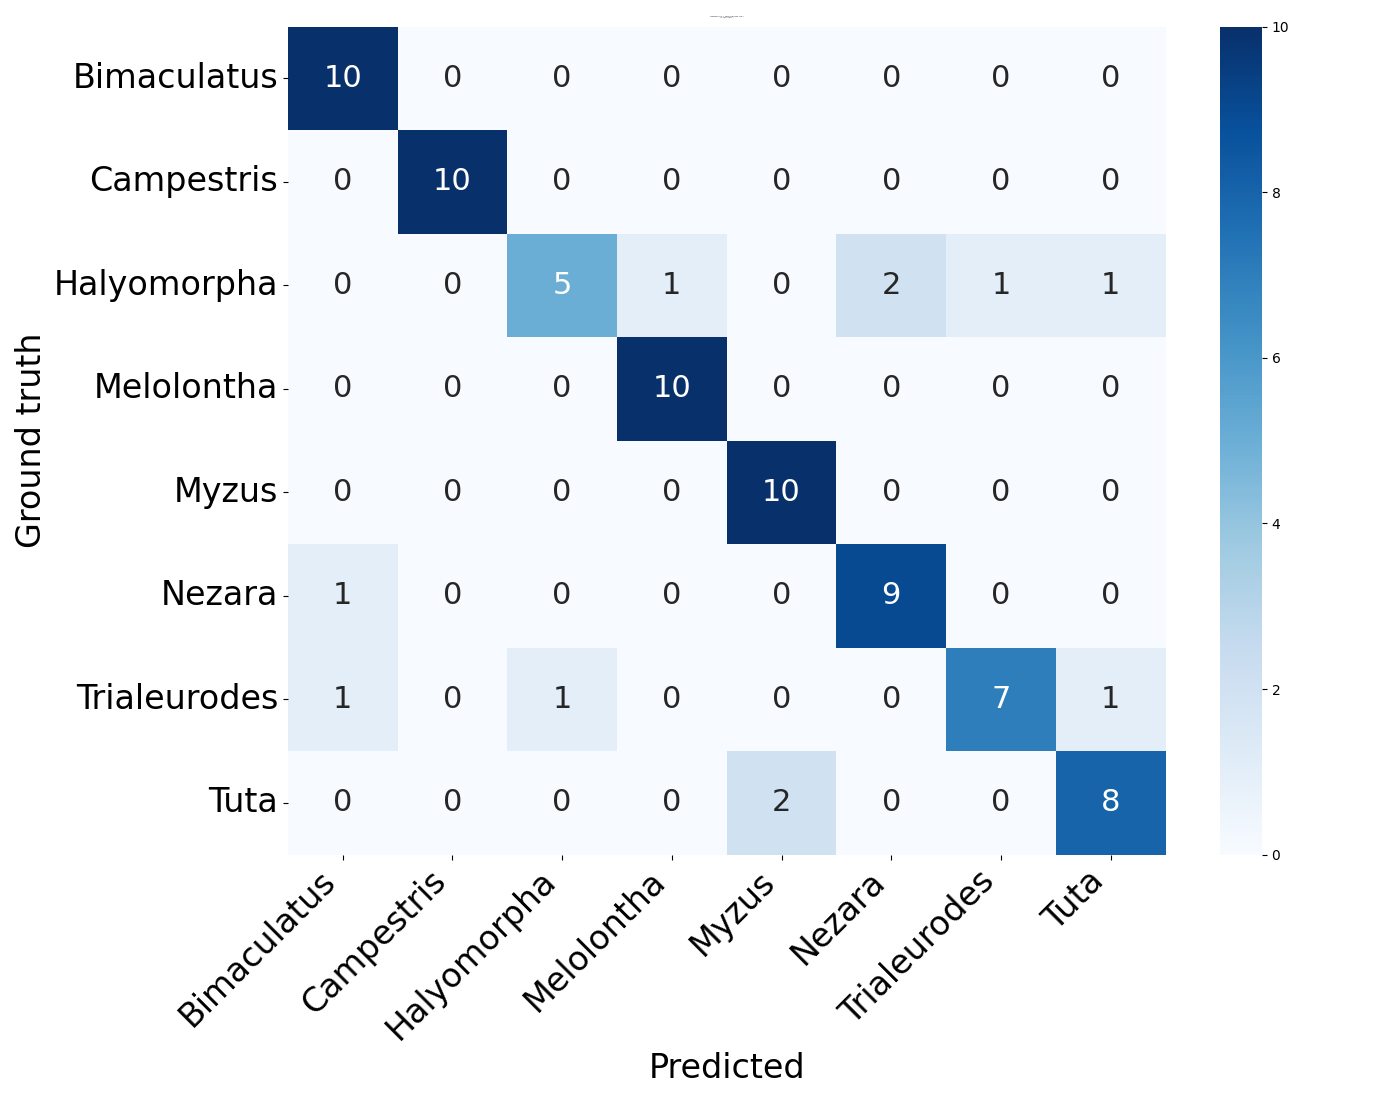 Bimaculatus 10 0 0 0 0 0 0 0
Campestris 0 10 0 0 0 0 0 0
Halyomorpha 0 0 5 1 0 2 1 1
Melolontha 0 0 0 10 0 0 0 0
Myzus 0 0 0 0 10 0 0 0
Nezara 1 0 0 0 0 9 0 0
Trialeurodes 1 0 1 0 0 0 7 1
Tuta 0 0 0 0 2 0 0 8
Ground truth
Bimaculatus Campestris Halyomorpha Melolontha Myzus Nezara Trialeurodes Tuta
Predicted
10
8
6
4
2
0